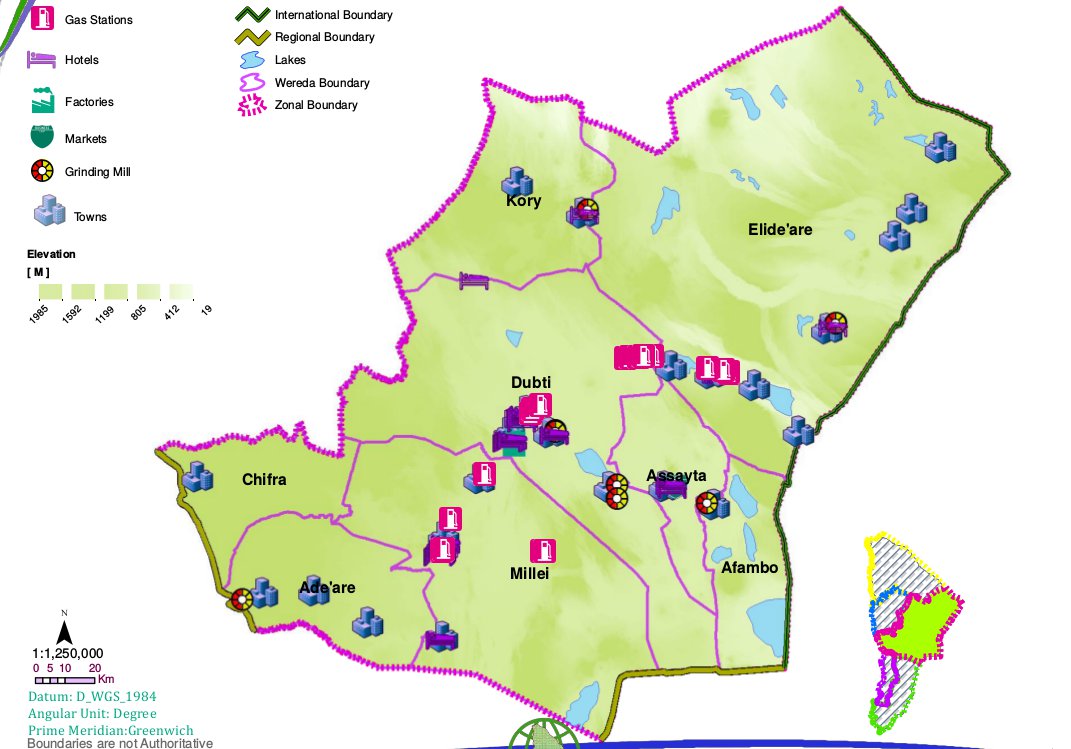 Gas Stations
Hotels
Factories
Markets
Grinding Mill
Towns
International Boundary
Regional Boundary
Lakes
Wereda Boundary
Zonal Boundary
Elevation
[ M ]
1985 1592 1199 805 412 19
Kory
Elide'are
Dubti
Chifra
Assayta
Afambo
Millei
Ade'are
N
1:1,250,000
0 5 10 20
Km
Datum: D_WGS_1984
Angular Unit: Degree
Prime Meridian:Greenwich
Boundaries are not Authoritative